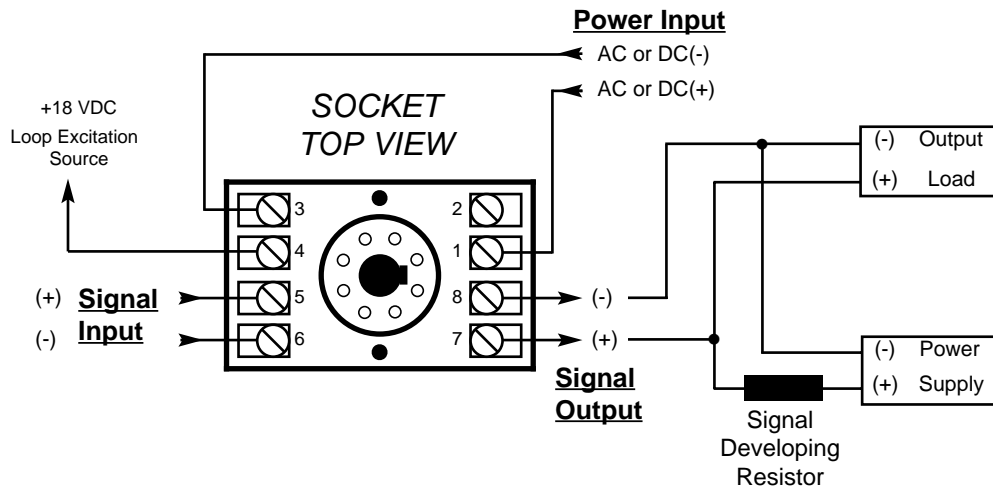 Power Input
AC or DC(-)
AC or DC(+)
+18 VDC
Loop Excitation
Source
SOCKET
TOP VIEW
3
4
5
6
2
1
8
7
(+)
(-)
Signal
Input
(-)
(+)
Signal
Output
(-) Output
(+) Load
(-) Power
(+) Supply
Signal
Developing
Resistor